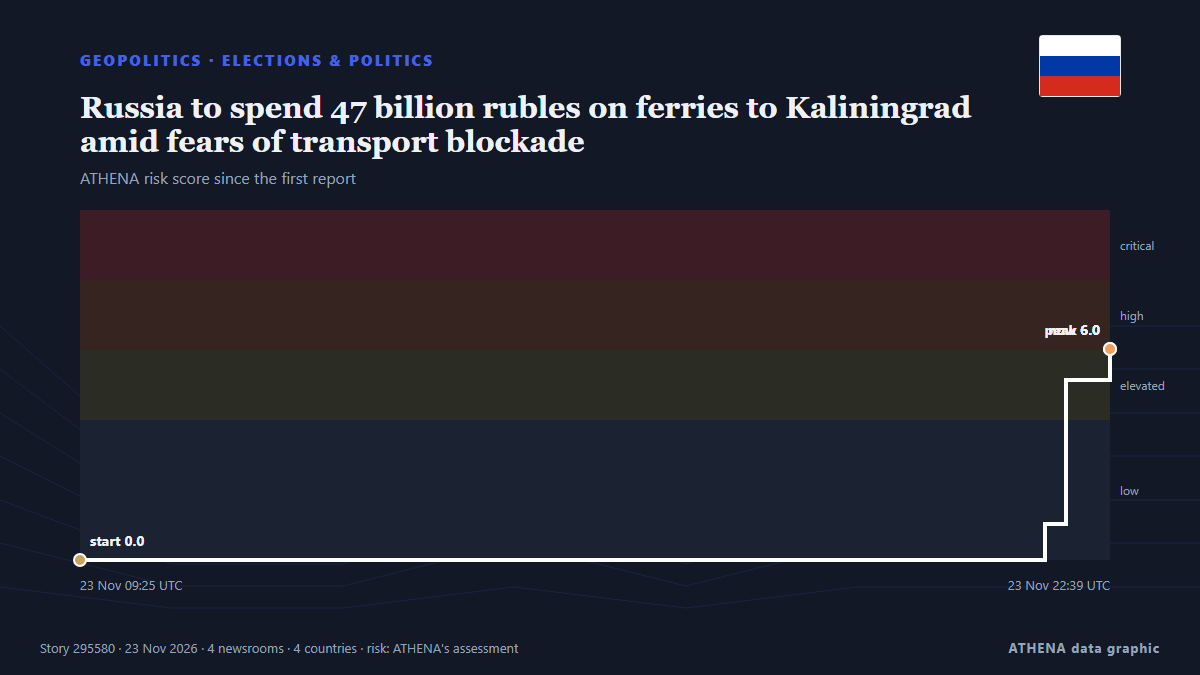 GEOPOLITICS · ELECTIONS & POLITICS
Russia to spend 47 billion rubles on ferries to Kaliningrad
amid fears of transport blockade
ATHENA risk score since the first report
critical
high
peak 6.0
elevated
low
start 0.0
23 Nov 09:25 UTC
23 Nov 22:39 UTC
Story 295580 · 23 Nov 2026 · 4 newsrooms · 4 countries · risk: ATHENA's assessment
ATHENA data graphic